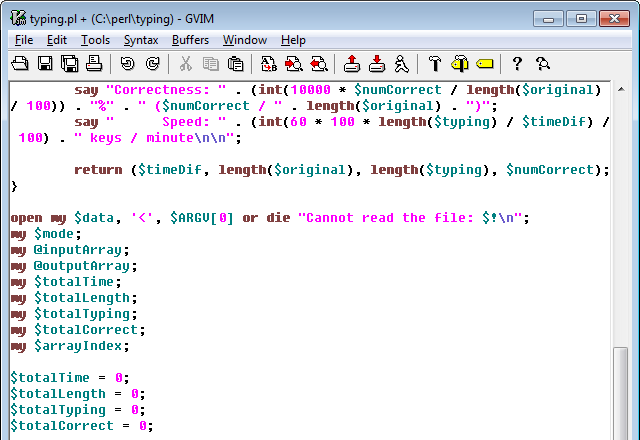 typing.pl + (C:\perl\typing) - GVIM
File Edit Tools Syntax Buffers Window Help
        say "Correctness: " . (int(10000 * $numCorrect / length($original)
/ 100)) . "%" . " ($numCorrect / " . length($original) . ")";
        say "      Speed: " . (int(60 * 100 * length($typing) / $timeDif) /
 100) . " keys / minute\n\n";
        return ($timeDif, length($original), length($typing), $numCorrect);
}
open my $data, '<', $ARGV[0] or die "Cannot read the file: $!\n";
my $mode;
my @inputArray;
my @outputArray;
my $totalTime;
my $totalLength;
my $totalTyping;
my $totalCorrect;
my $arrayIndex;
$totalTime = 0;
$totalLength = 0;
$totalTyping = 0;
$totalCorrect = 0;